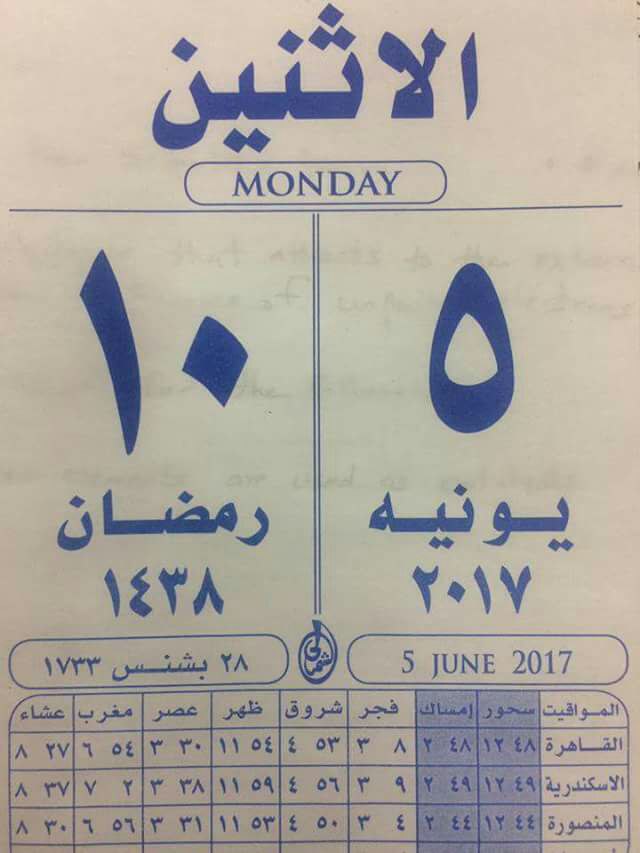 الاثنين
MONDAY
٥ ١٠
يونيه رمضان
٢٠١٧ ١٤٣٨
5 JUNE 2017 ٢٨ بشنس ١٧٣٣
المواقيت سحور إمساك فجر شروق ظهر عصر مغرب عشاء
القاهرة ٤٨ ١٢ ٤٨ ٢ ٨ ٣ ٥٣ ٤ ٥٤ ١١ ٣٠ ٣ ٥٤ ٦ ٢٧ ٨
الاسكندرية ٤٩ ١٢ ٤٩ ٢ ٩ ٣ ٥٦ ٤ ٥٩ ١١ ٣٨ ٣ ٢ ٧ ٣٧ ٨
المنصورة ٤٤ ١٢ ٤٤ ٢ ٤ ٣ ٥٠ ٤ ٥٣ ١١ ٣١ ٣ ٥٦ ٦ ٣٠ ٨